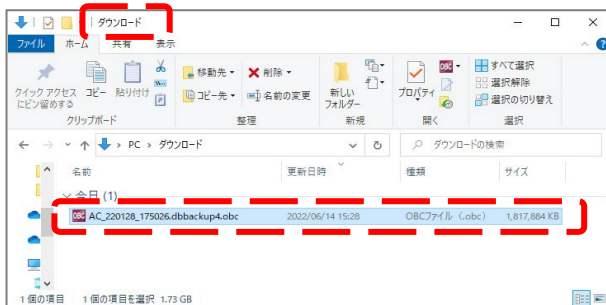 ダウンロード
ファイル ホーム 共有 表示
クイック アクセスにピン留めする コピー 貼り付け 移動先 削除 コピー先 名前の変更 新しいフォルダー プロパティ すべて選択 選択解除 選択の切り替え
クリップボード 整理 新規 開く 選択
PC › ダウンロード ダウンロードの検索
名前 更新日時 種類 サイズ
今日 (1)
OBC AC_220128_175026.dbbackup4.obc 2022/06/14 15:28 OBCファイル (.obc) 1,817,884 KB
1 個の項目 1 個の項目を選択 1.73 GB